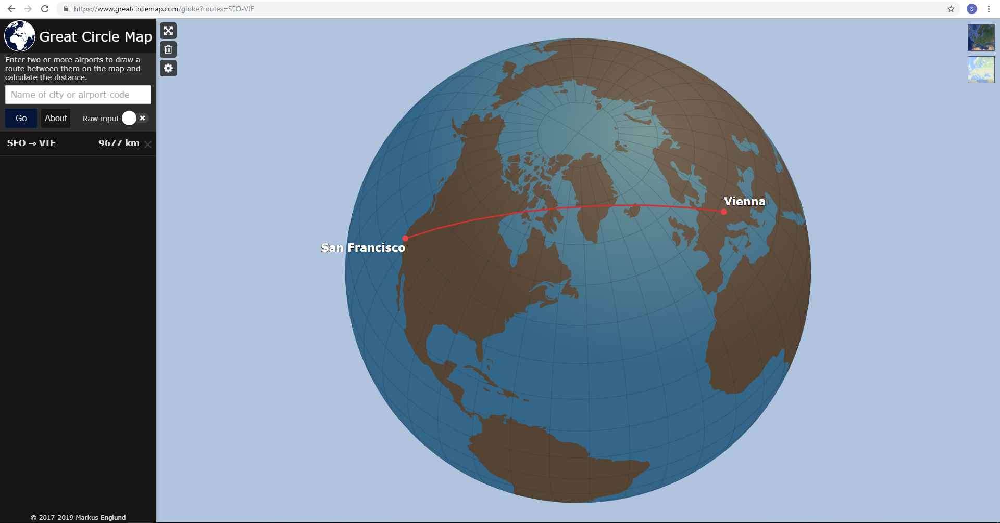 https://www.greatcirclemap.com/globe?routes=SFO-VIE
S
Great Circle Map
Enter two or more airports to draw a
route between them on the map and
calculate the distance.
Name of city or airport-code
Go
About
Raw input
SFO → VIE
9677 km
Vienna
San Francisco
© 2017-2019 Markus Englund